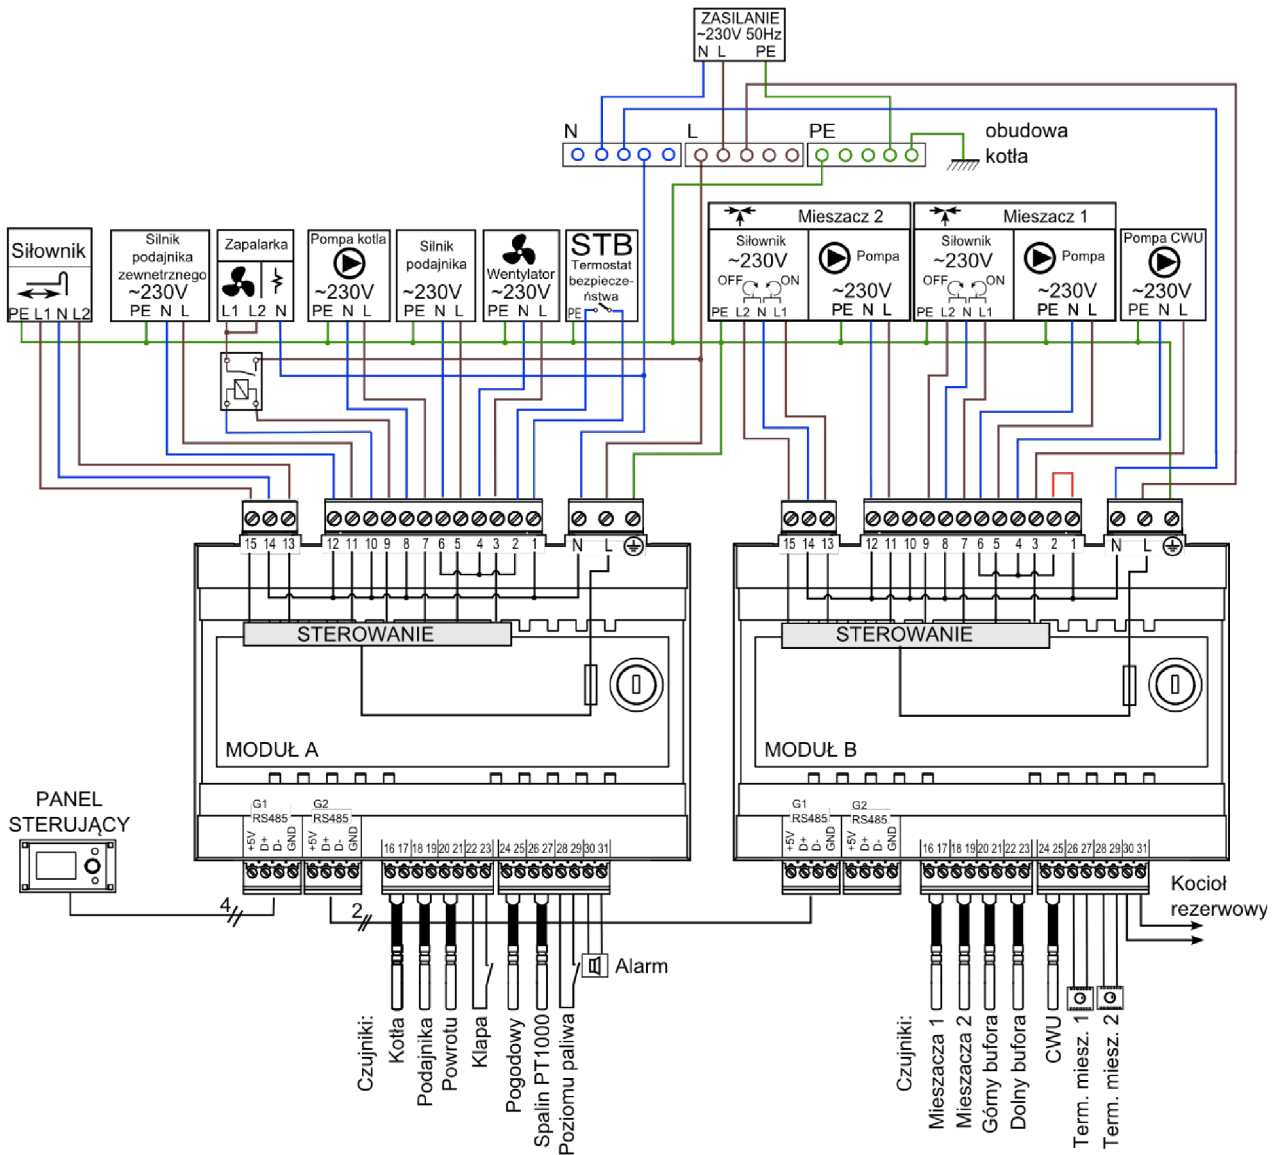 ZASILANIE
~230V 50Hz
N L PE
N
L
PE
obudowa
kotła
Siłownik
PE L1 N L2
Silnik
podajnika
zewnetrznego
~230V
PE N L
Zapalarka
L1 L2 N
Pompa kotla
~230V
PE N L
Silnik
podajnika
~230V
PE N L
Wentylator
~230V
PE N L
STB
Termostat
bezpiecze-
ństwa
PE
Mieszacz 2
Siłownik
~230V
OFF ON
PE L2 N L1
Pompa
~230V
PE N L
Mieszacz 1
Siłownik
~230V
OFF ON
PE L2 N L1
Pompa
~230V
PE N L
Pompa CWU
~230V
PE N L
15 14 13 12 11 10 9 8 7 6 5 4 3 2 1 N L
STEROWANIE
MODUŁ A
15 14 13 12 11 10 9 8 7 6 5 4 3 2 1 N L
STEROWANIE
MODUŁ B
PANEL
STERUJĄCY
G1
RS485
+5V D+ D- GND
G2
RS485
+5V D+ D- GND
16 17 18 19 20 21 22 23 24 25 26 27 28 29 30 31
G1
RS485
+5V D+ D- GND
G2
RS485
+5V D+ D- GND
16 17 18 19 20 21 22 23 24 25 26 27 28 29 30 31
4
2
Kocioł
rezerwowy
Alarm
Czujniki:
Kotła
Podajnika
Powrotu
Klapa
Pogodowy
Spalin PT1000
Poziomu paliwa
Czujniki:
Mieszacza 1
Mieszacza 2
Górny bufora
Dolny bufora
CWU
Term. miesz. 1
Term. miesz. 2